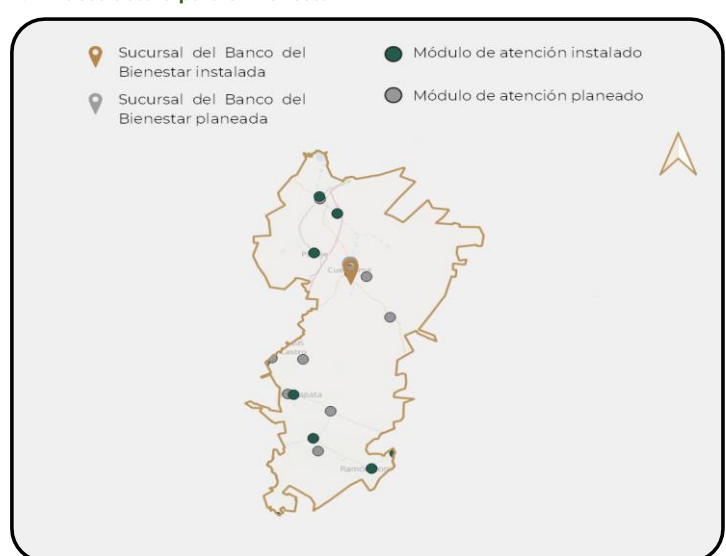 Sucursal del Banco del
Bienestar instalada
Sucursal del Banco del
Bienestar planeada
Módulo de atención instalado
Módulo de atención planeado
Castro